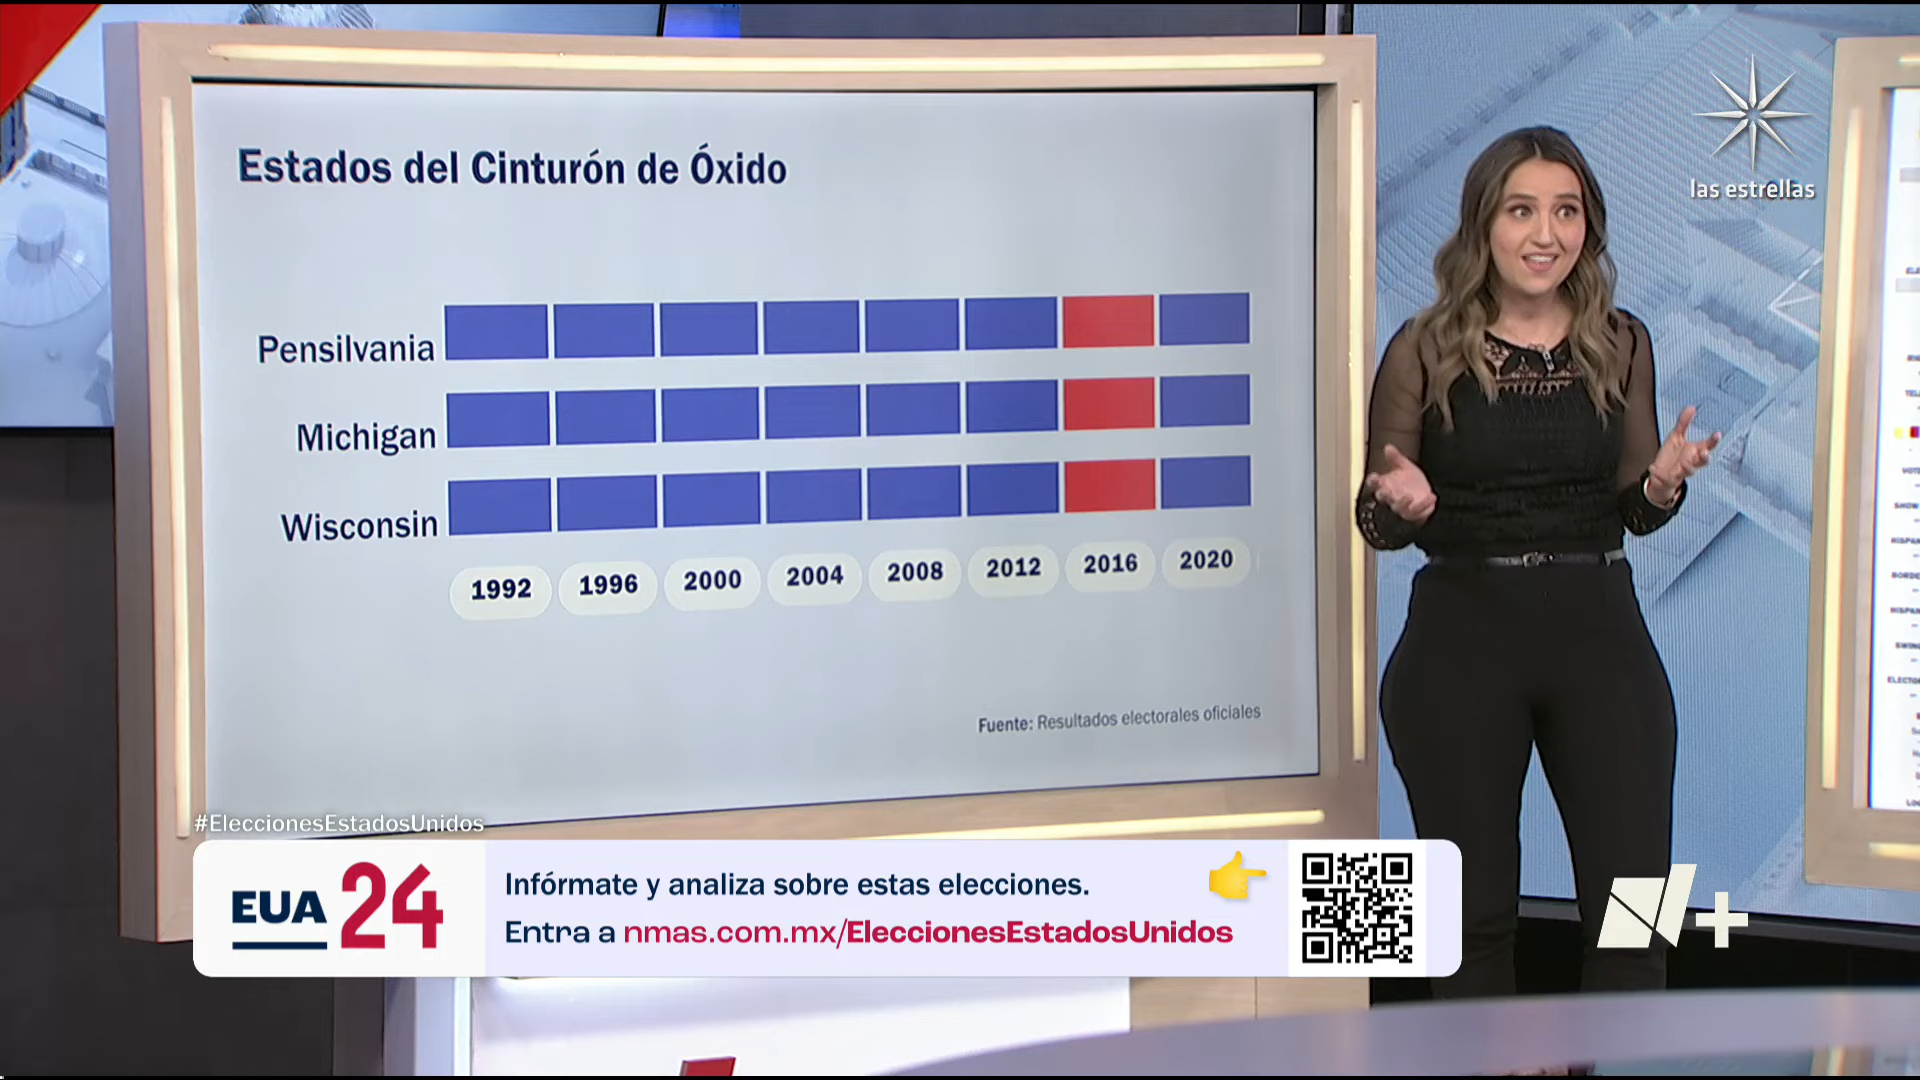 las estrellas
Estados del Cinturón de Óxido
Pensilvania
Michigan
Wisconsin
1992 1996 2000 2004 2008 2012 2016 2020
Fuente: Resultados electorales oficiales
#EleccionesEstadosUnidos
EUA 24
Infórmate y analiza sobre estas elecciones. 👉
Entra a nmas.com.mx/EleccionesEstadosUnidos
N+